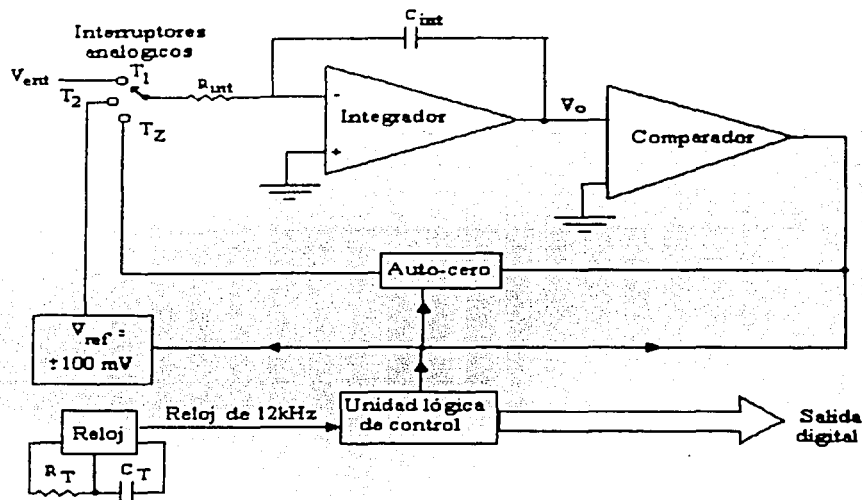 C int
Interruptores
analogicos
V ent
T1
R int
T2
TZ
-
+
Integrador
Vo
Comparador
Auto-cero
V ref =
±100 mV
Reloj de 12kHz
Unidad lógica
de control
Salida
digital
Reloj
R T
C T